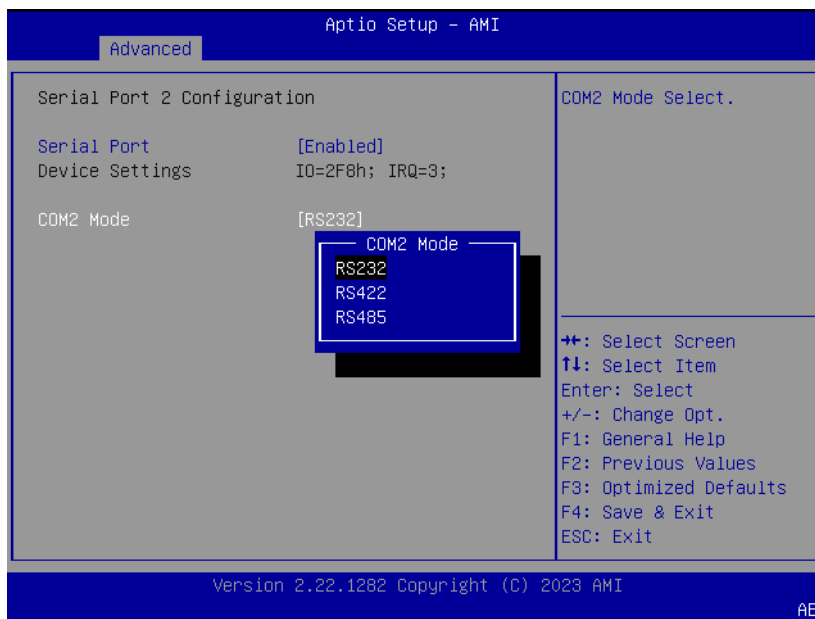 Aptio Setup – AMI
Advanced
Serial Port 2 Configuration
Serial Port [Enabled]
Device Settings IO=2F8h; IRQ=3;
COM2 Mode [RS232]
COM2 Mode
RS232
RS422
RS485
COM2 Mode Select.
→←: Select Screen
↑↓: Select Item
Enter: Select
+/-: Change Opt.
F1: General Help
F2: Previous Values
F3: Optimized Defaults
F4: Save & Exit
ESC: Exit
Version 2.22.1282 Copyright (C) 2023 AMI
AB